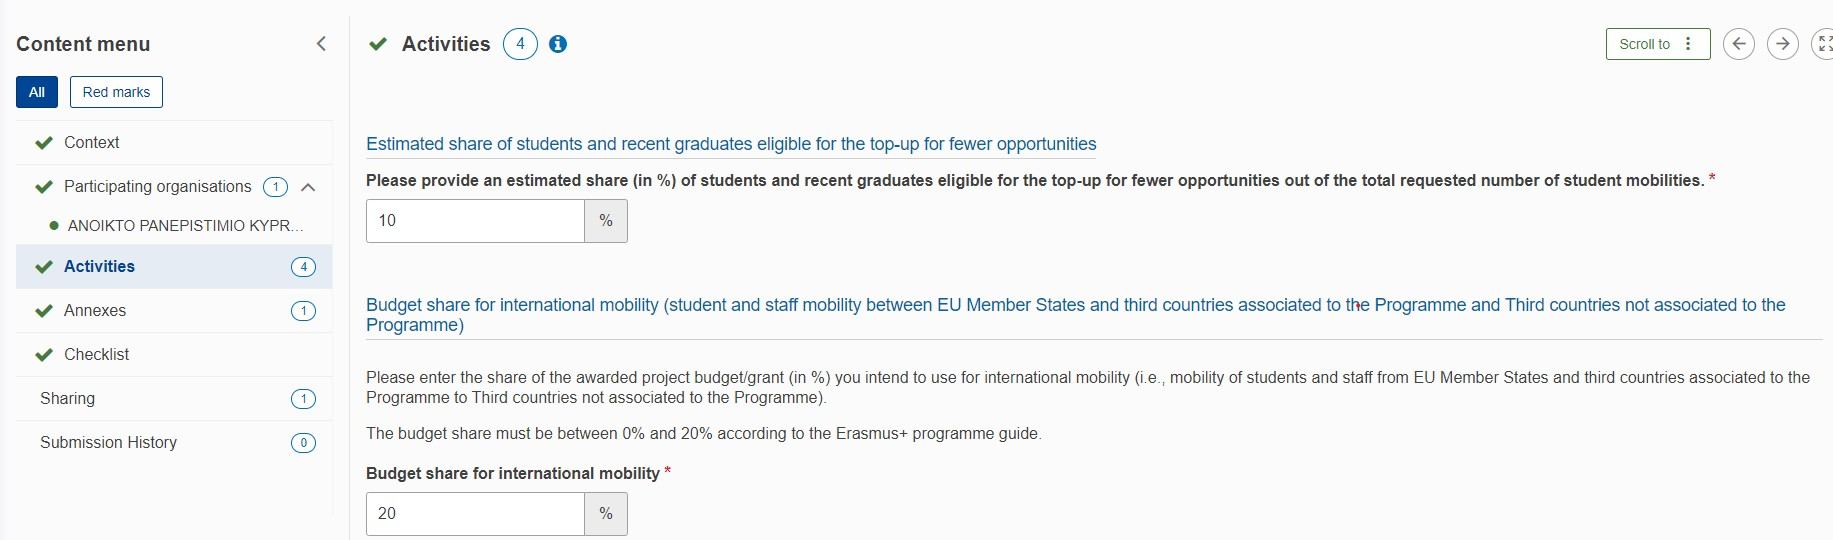 Content menu
All
Red marks
Context
Participating organisations 1
ANOIKTO PANEPISTIMIO KYPR...
Activities 4
Annexes 1
Checklist
Sharing 1
Submission History 0
Activities 4
Scroll to
Estimated share of students and recent graduates eligible for the top-up for fewer opportunities
Please provide an estimated share (in %) of students and recent graduates eligible for the top-up for fewer opportunities out of the total requested number of student mobilities. *
10 %
Budget share for international mobility (student and staff mobility between EU Member States and third countries associated to the Programme and Third countries not associated to the
Programme)
Please enter the share of the awarded project budget/grant (in %) you intend to use for international mobility (i.e., mobility of students and staff from EU Member States and third countries associated to the
Programme to Third countries not associated to the Programme).
The budget share must be between 0% and 20% according to the Erasmus+ programme guide.
Budget share for international mobility *
20 %